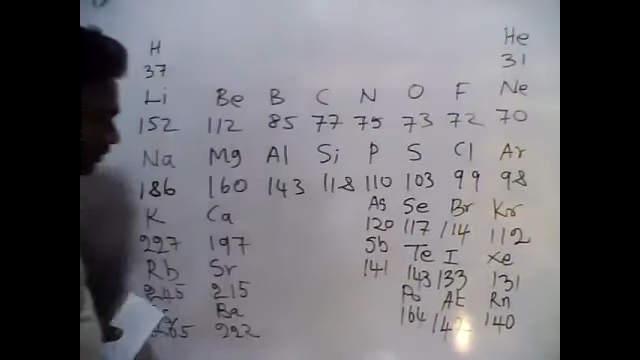 H He
37 31
Li Be B C N O F Ne
152 112 85 77 75 73 72 70
Na Mg Al Si P S Cl Ar
186 160 143 118 110 103 99 98
K Ca As Se Br Kr
227 197 120 117 114 112
Rb Sr Sb Te I Xe
245 215 141 143 133 131
Ba Po At Rn
265 222 164 140